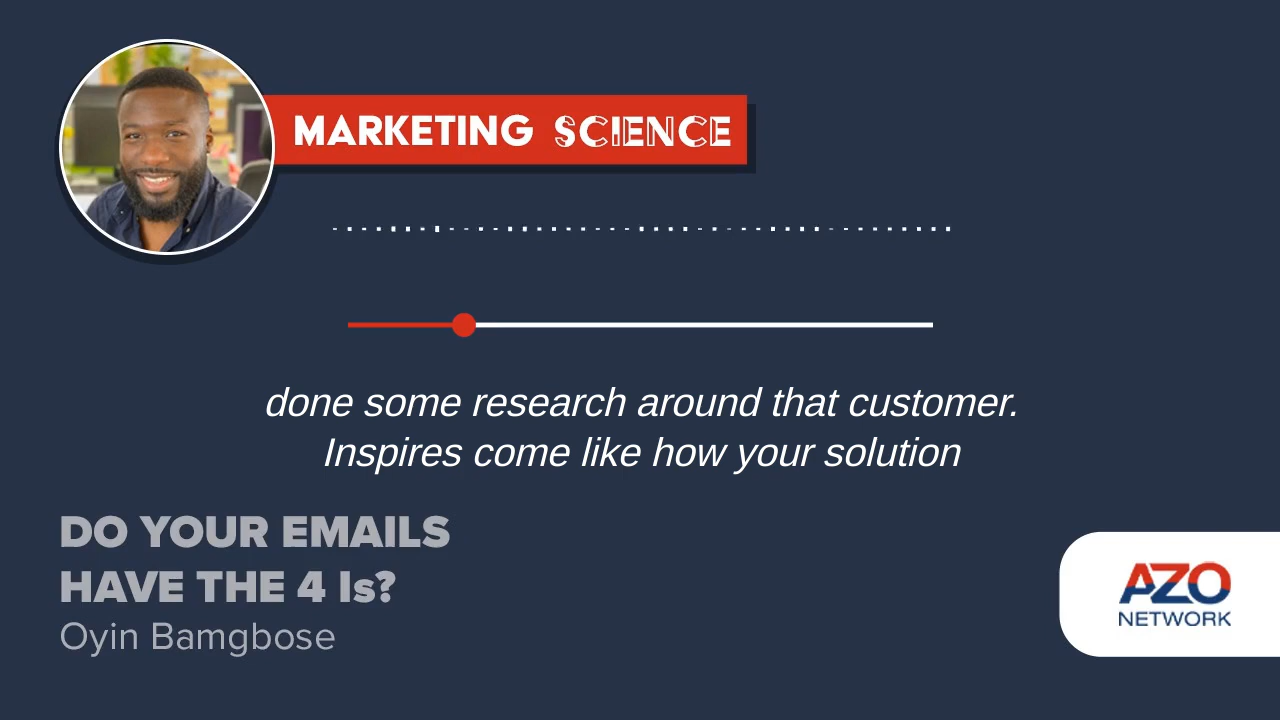 MARKETING SCIENCE
done some research around that customer.
Inspires come like how your solution
DO YOUR EMAILS
HAVE THE 4 Is?
Oyin Bamgbose
AZO
NETWORK